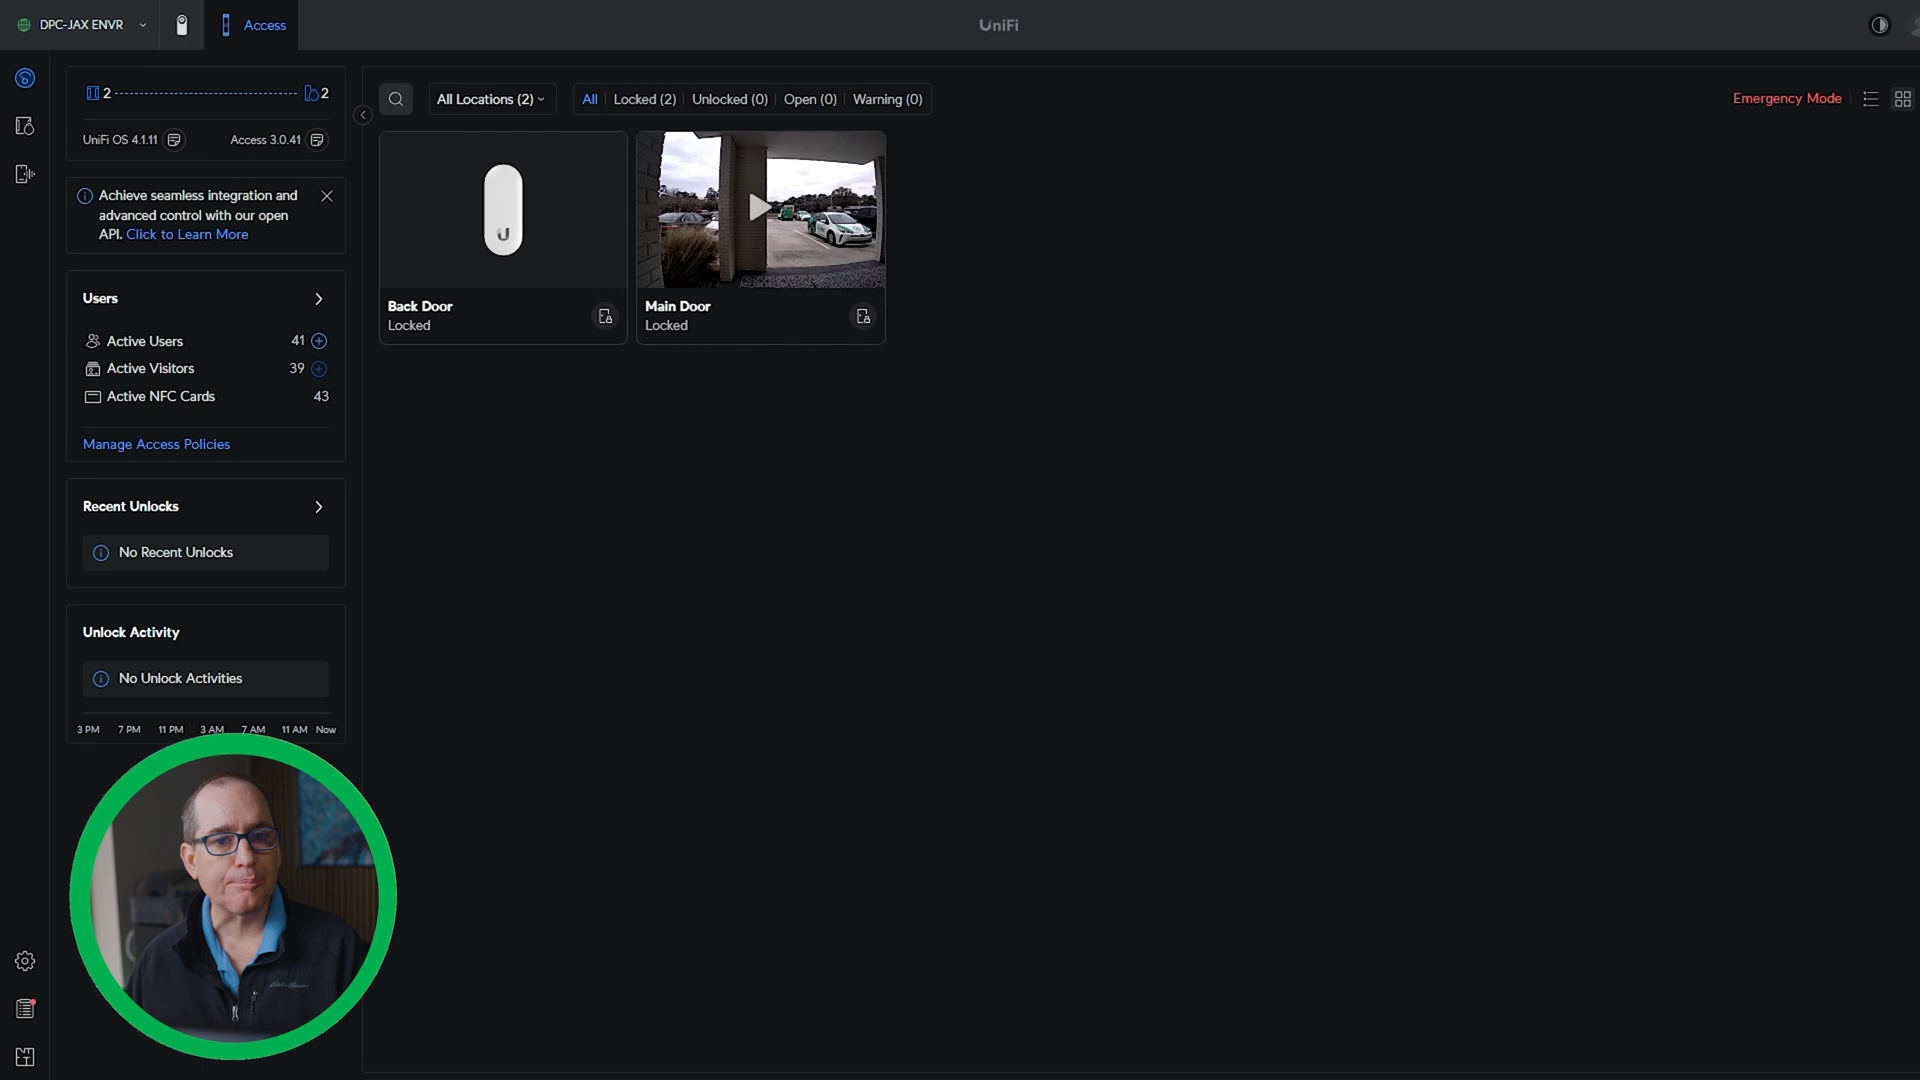 DPC-JAX ENVR
Access
UniFi
2
2
UniFi OS 4.1.11
Access 3.0.41
Achieve seamless integration and
advanced control with our open
API. Click to Learn More
Users
Active Users 41
Active Visitors 39
Active NFC Cards 43
Manage Access Policies
Recent Unlocks
No Recent Unlocks
Unlock Activity
No Unlock Activities
3 PM 7 PM 11 PM 3 AM 7 AM 11 AM Now
All Locations (2)
All Locked (2) Unlocked (0) Open (0) Warning (0)
Emergency Mode
Back Door
Locked
Main Door
Locked